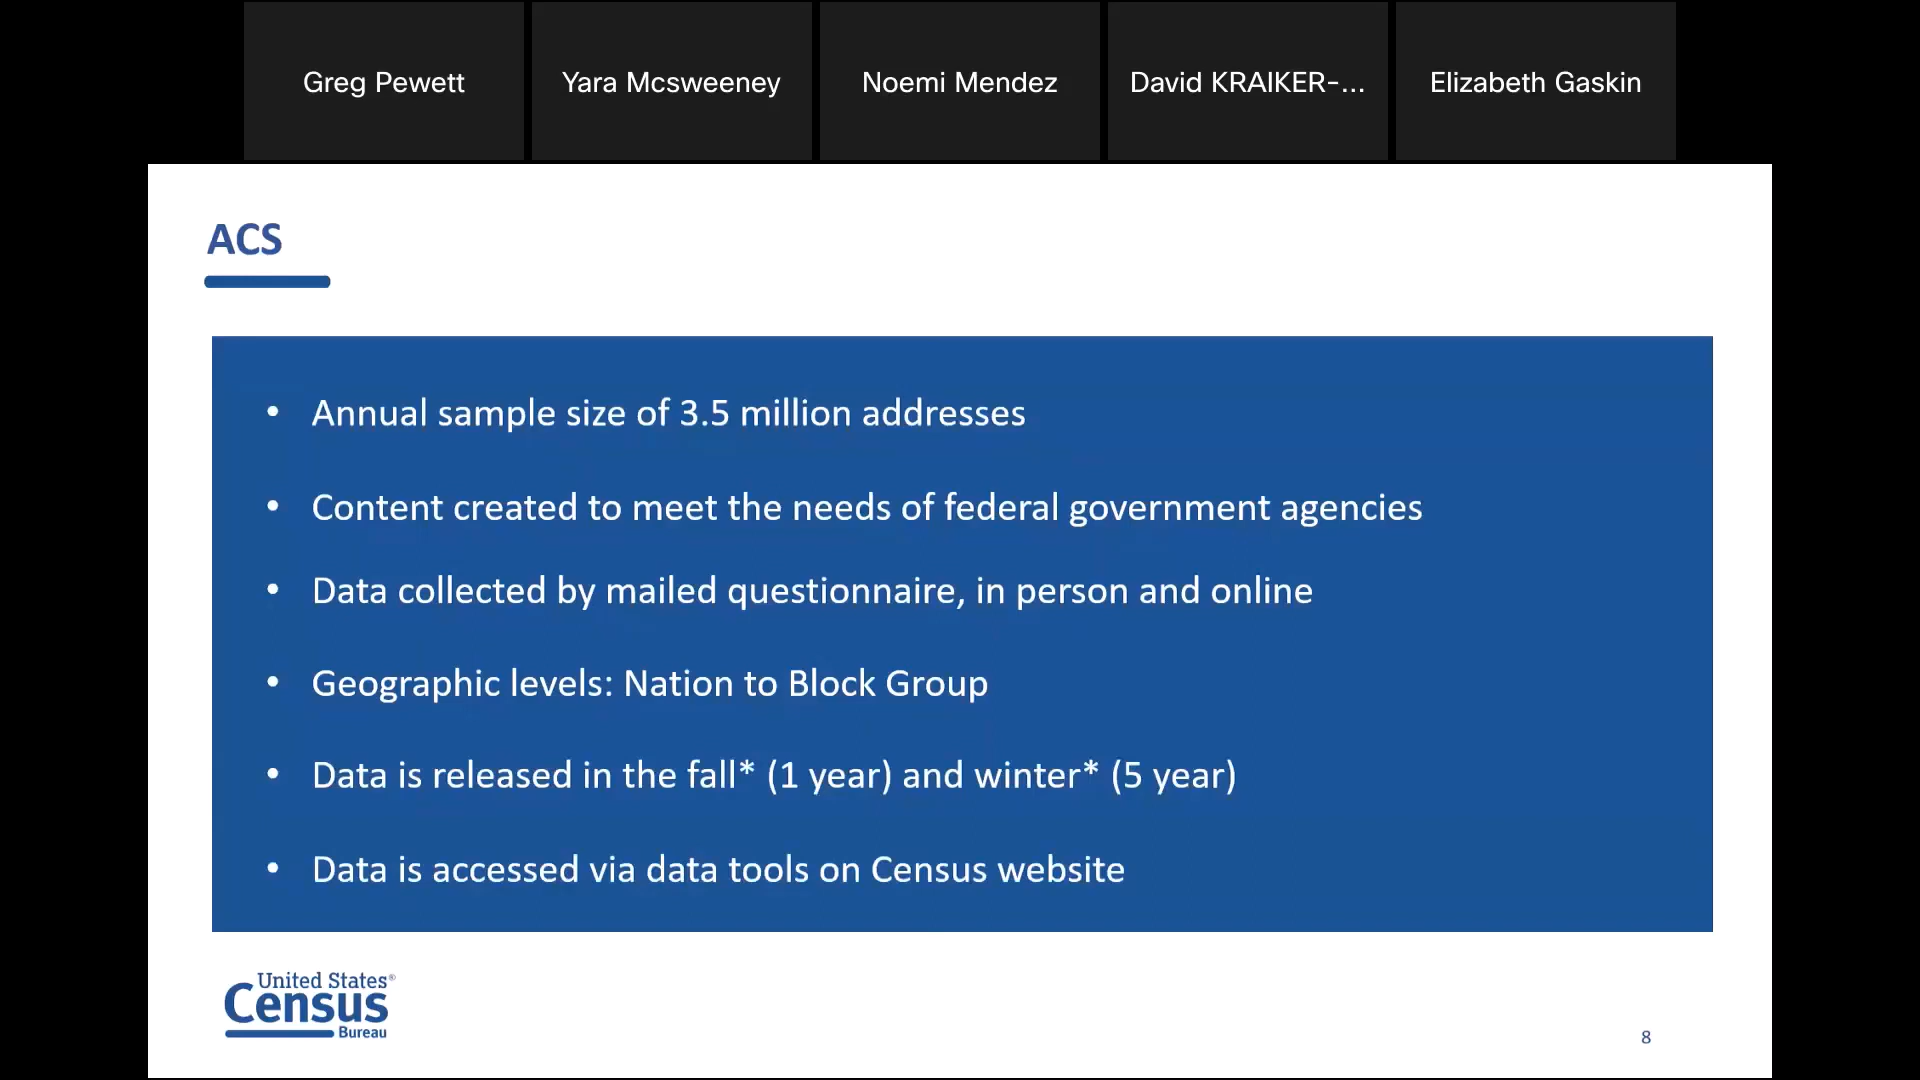 Greg Pewett
Yara Mcsweeney
Noemi Mendez
David KRAIKER-...
Elizabeth Gaskin
ACS
• Annual sample size of 3.5 million addresses
• Content created to meet the needs of federal government agencies
• Data collected by mailed questionnaire, in person and online
• Geographic levels: Nation to Block Group
• Data is released in the fall* (1 year) and winter* (5 year)
• Data is accessed via data tools on Census website
United States®
Census
Bureau
8